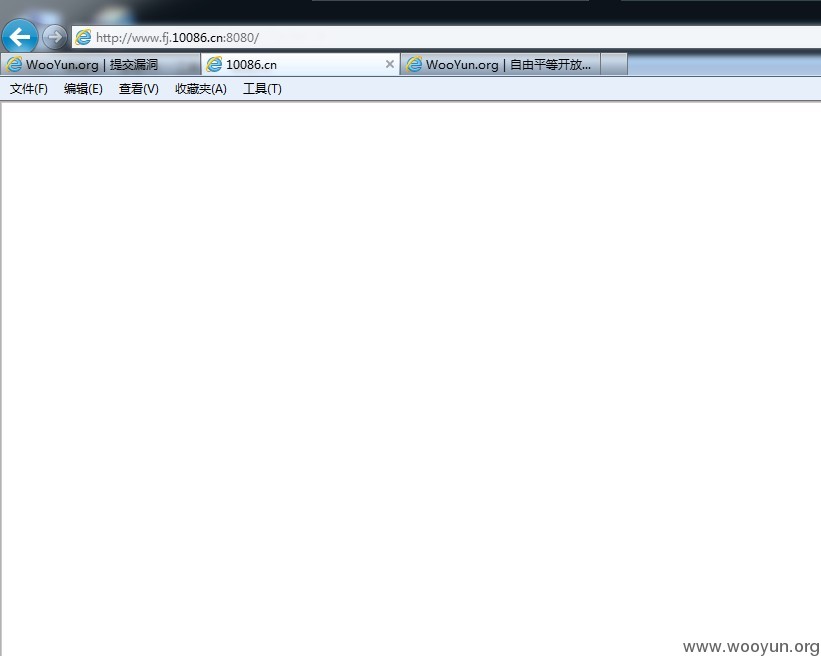 http://www.fj.10086.cn:8080/
WooYun.org | 提交漏洞 10086.cn WooYun.org | 自由平等开放...
文件(F) 编辑(E) 查看(V) 收藏夹(A) 工具(T)
www.wooyun.org